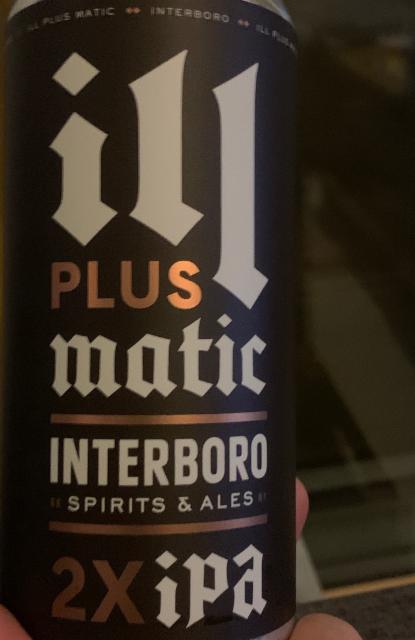 ILL PLUS MATIC INTERBORO ILL PLUS
ill
PLUS
matic
INTERBORO
SPIRITS & ALES
2X ipa